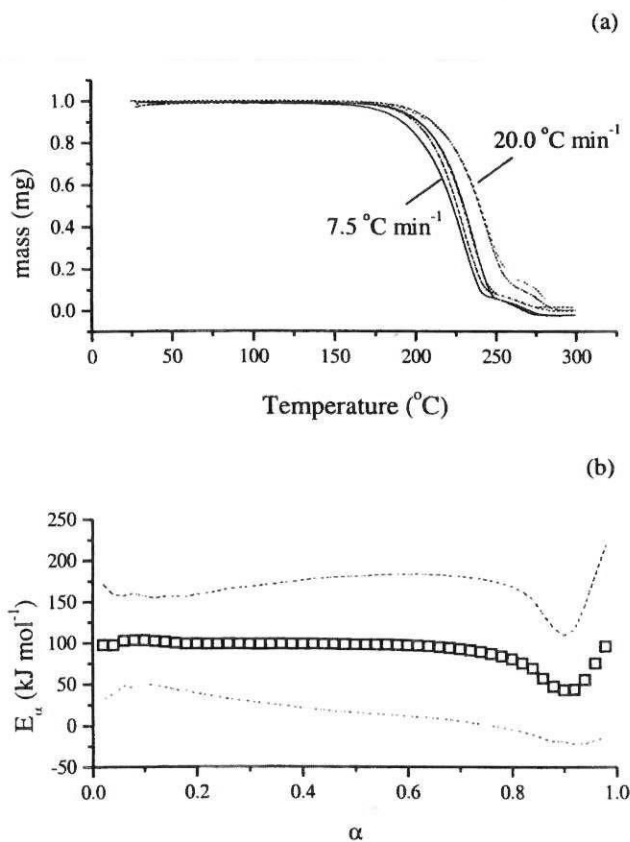 (a)
1.0
0.8
0.6
0.4
0.2
0.0
mass (mg)
20.0 °C min⁻¹
7.5 °C min⁻¹
0 50 100 150 200 250 300
Temperature (°C)
(b)
250
200
150
100
50
0
-50
E_α (kJ mol⁻¹)
0.0 0.2 0.4 0.6 0.8 1.0
α